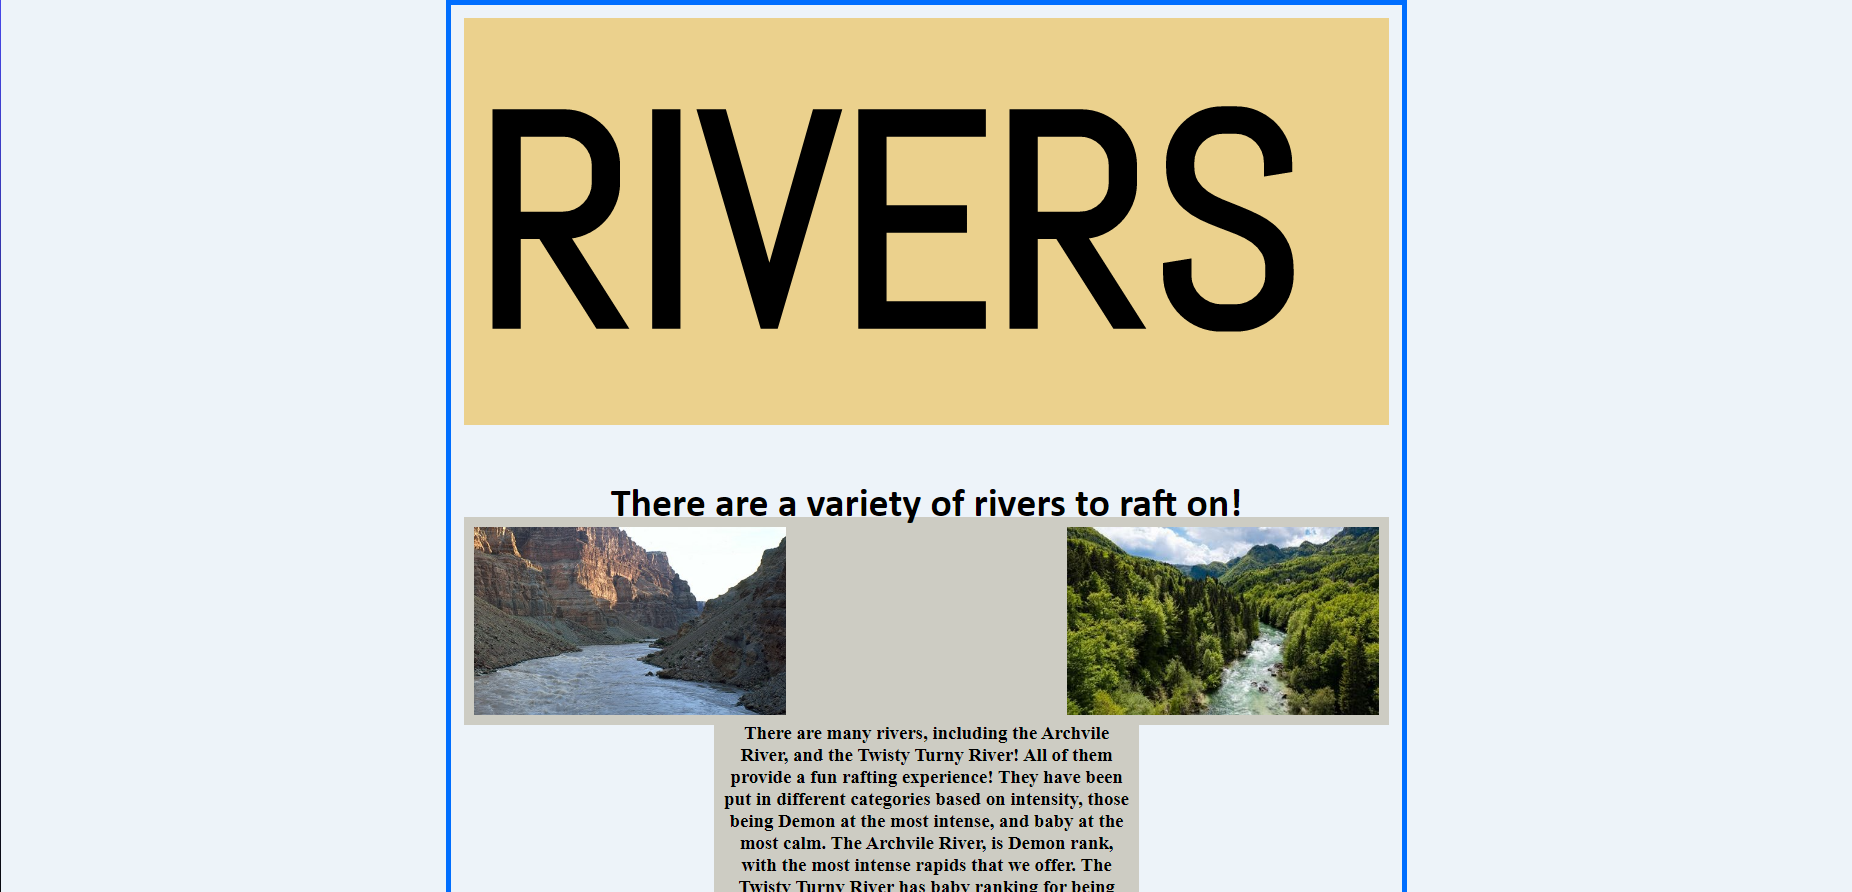 RIVERS
There are a variety of rivers to raft on!
There are many rivers, including the Archvile
River, and the Twisty Turny River! All of them
provide a fun rafting experience! They have been
put in different categories based on intensity, those
being Demon at the most intense, and baby at the
most calm. The Archvile River, is Demon rank,
with the most intense rapids that we offer. The
Twisty Turny River has baby ranking for being